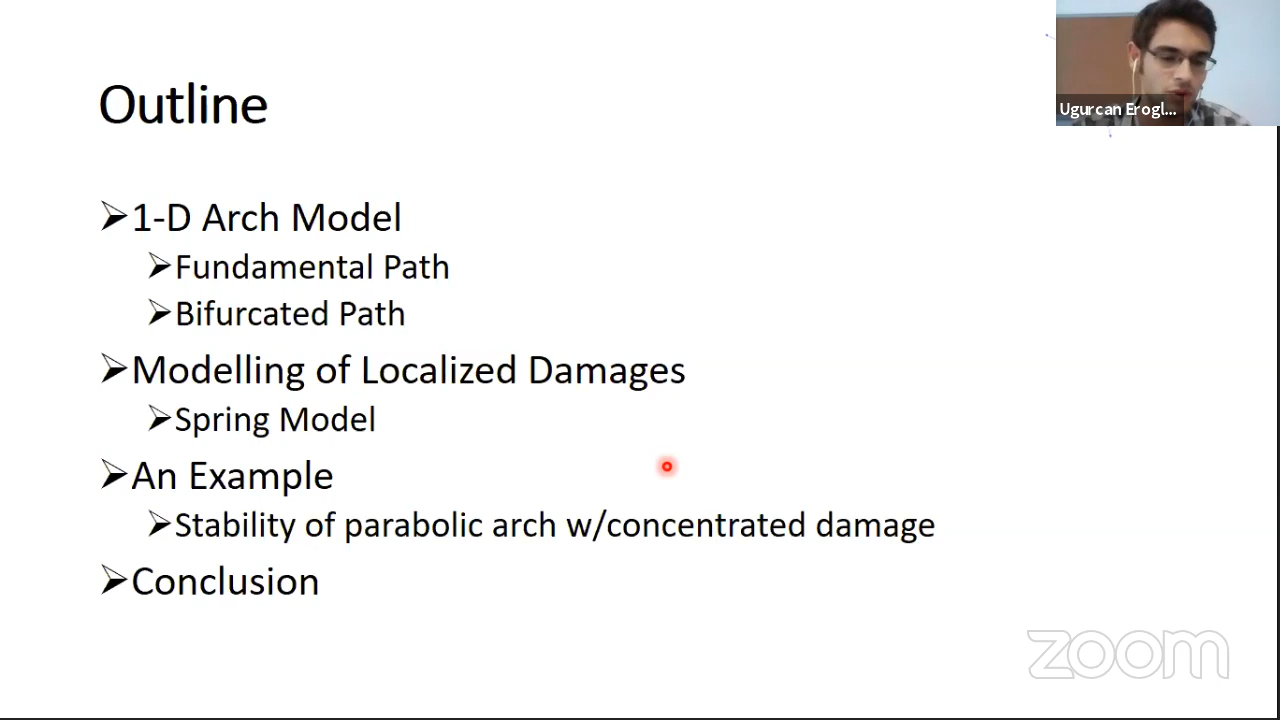 Outline
Ugurcan Erogl...
1-D Arch Model
Fundamental Path
Bifurcated Path
Modelling of Localized Damages
Spring Model
An Example
Stability of parabolic arch w/concentrated damage
Conclusion
zoom